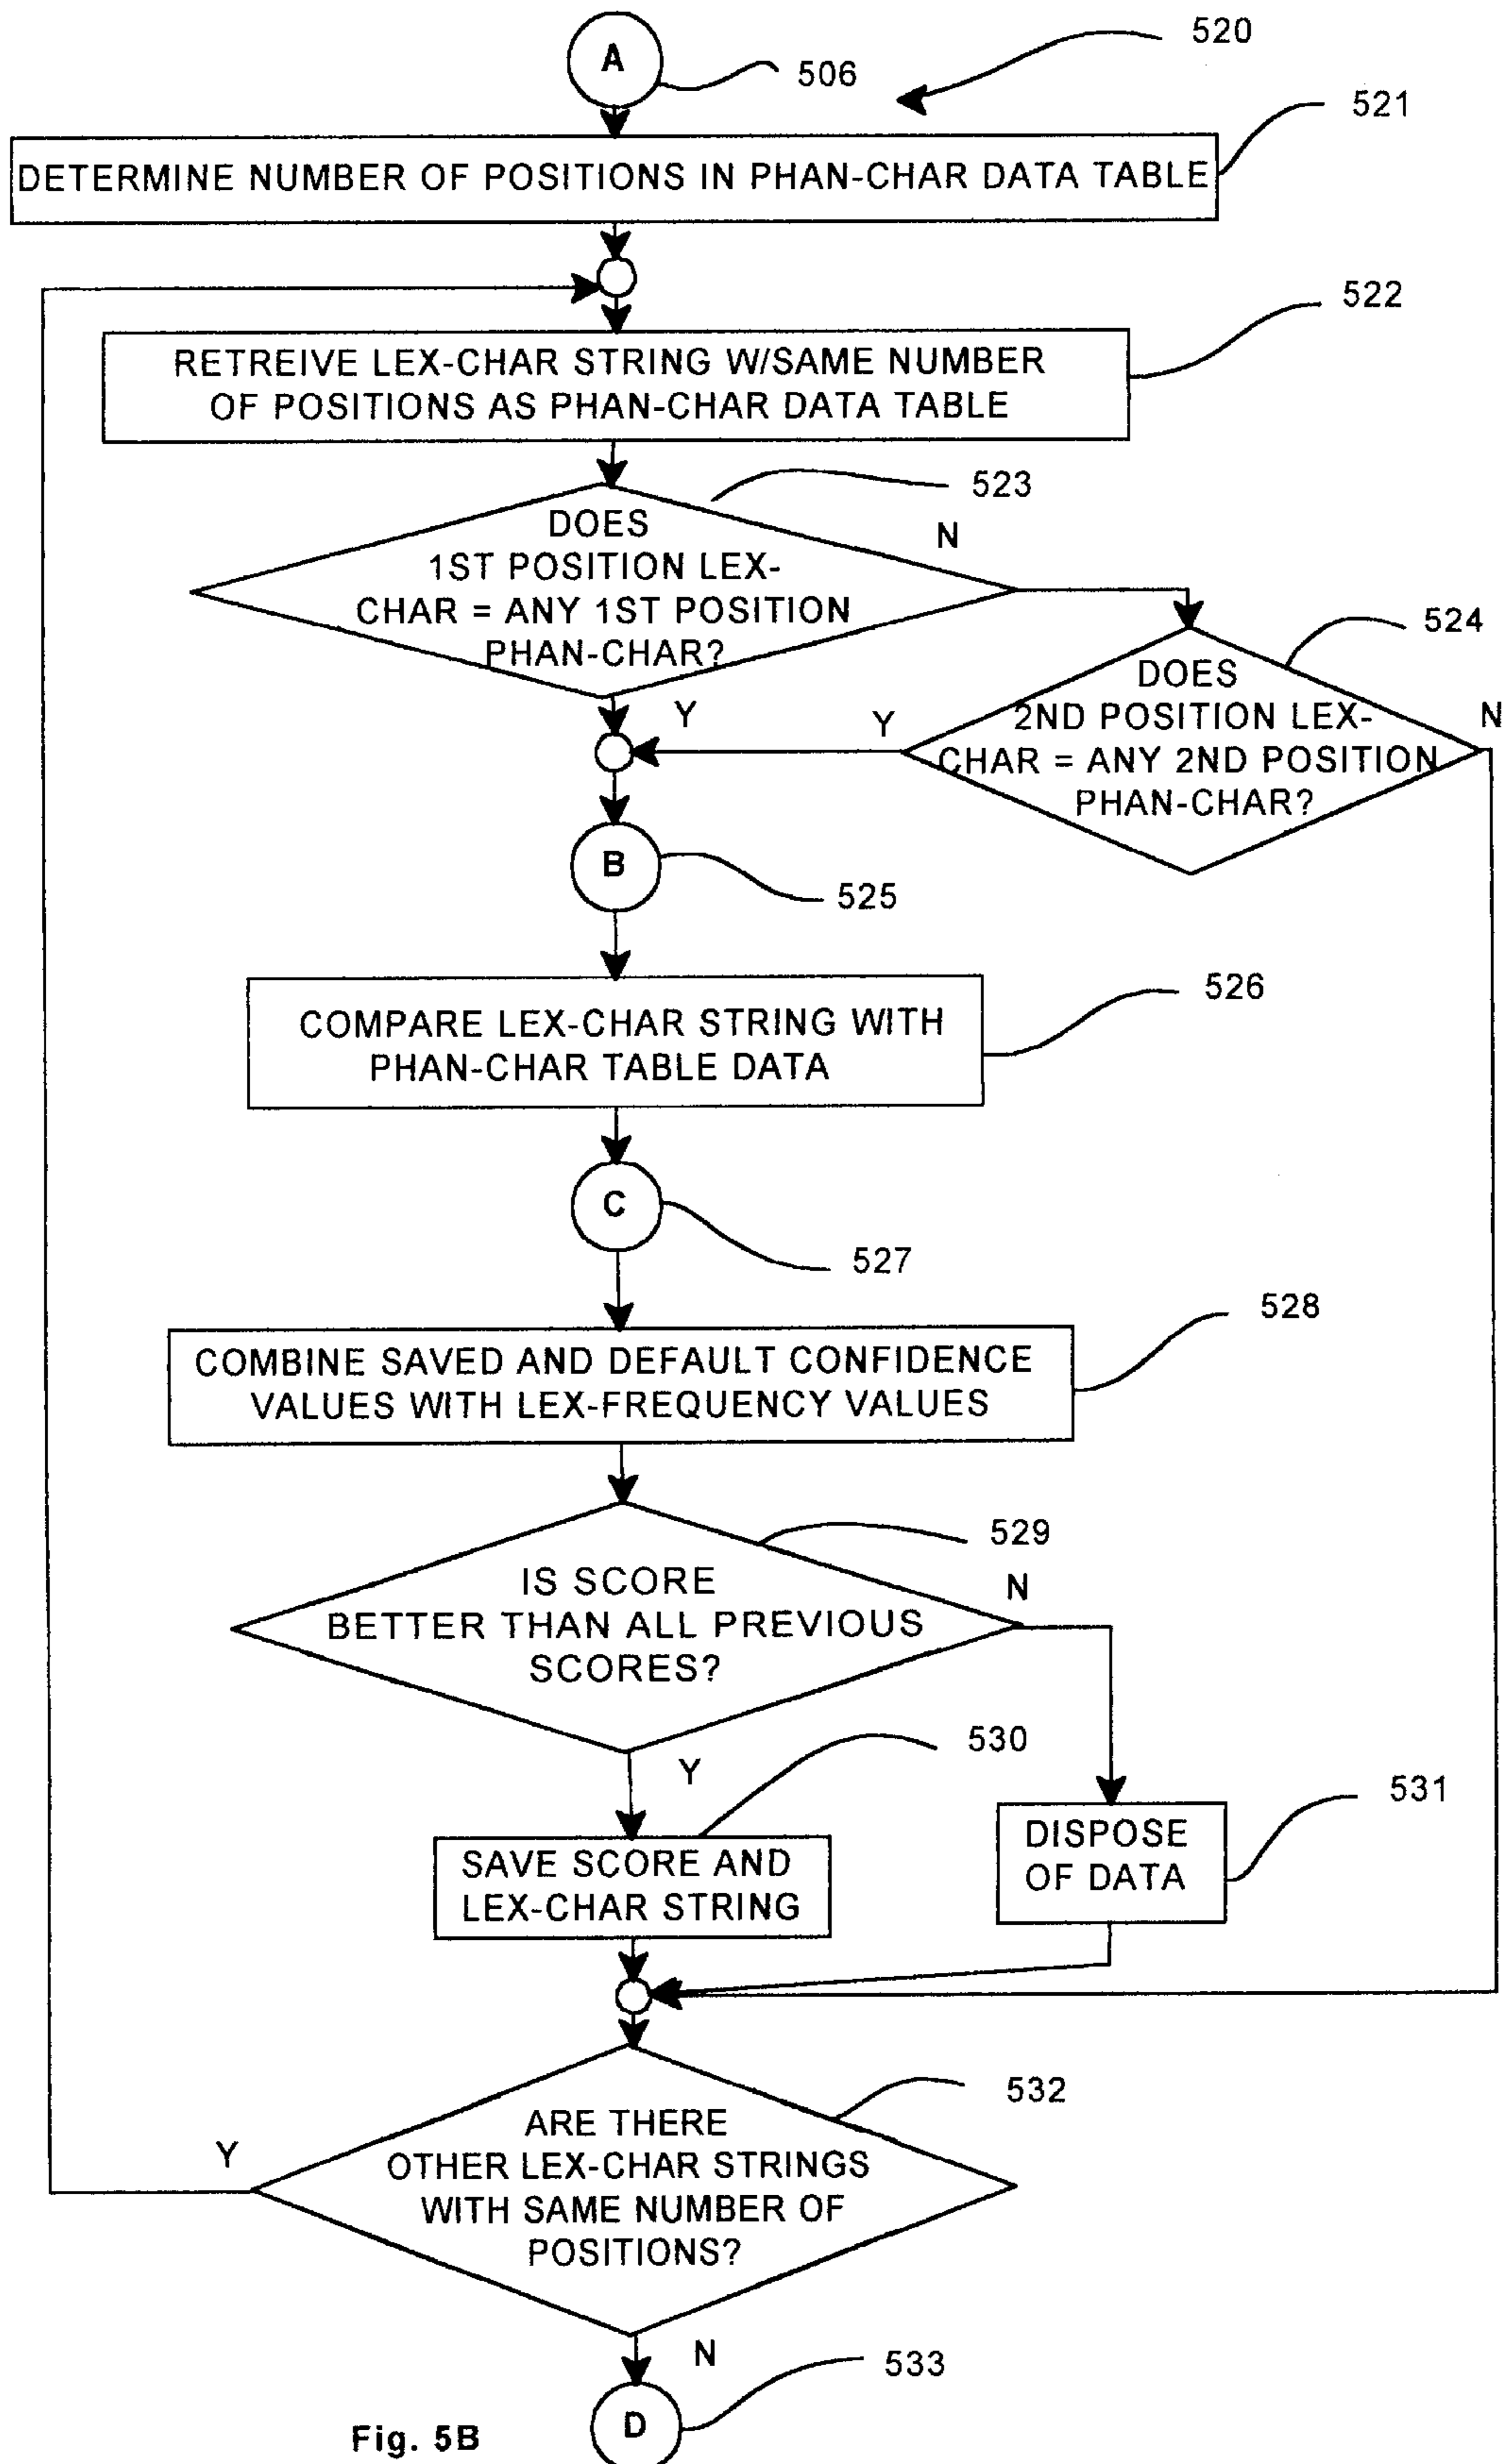 A
506
520
521
DETERMINE NUMBER OF POSITIONS IN PHAN-CHAR DATA TABLE
522
RETREIVE LEX-CHAR STRING W/SAME NUMBER
OF POSITIONS AS PHAN-CHAR DATA TABLE
523
DOES
1ST POSITION LEX-
CHAR = ANY 1ST POSITION
PHAN-CHAR?
N
Y
524
DOES
2ND POSITION LEX-
CHAR = ANY 2ND POSITION
PHAN-CHAR?
Y
N
B
525
526
COMPARE LEX-CHAR STRING WITH
PHAN-CHAR TABLE DATA
C
527
528
COMBINE SAVED AND DEFAULT CONFIDENCE
VALUES WITH LEX-FREQUENCY VALUES
529
IS SCORE
BETTER THAN ALL PREVIOUS
SCORES?
N
Y
530
SAVE SCORE AND
LEX-CHAR STRING
531
DISPOSE
OF DATA
532
ARE THERE
OTHER LEX-CHAR STRINGS
WITH SAME NUMBER OF
POSITIONS?
Y
N
533
D
Fig. 5B